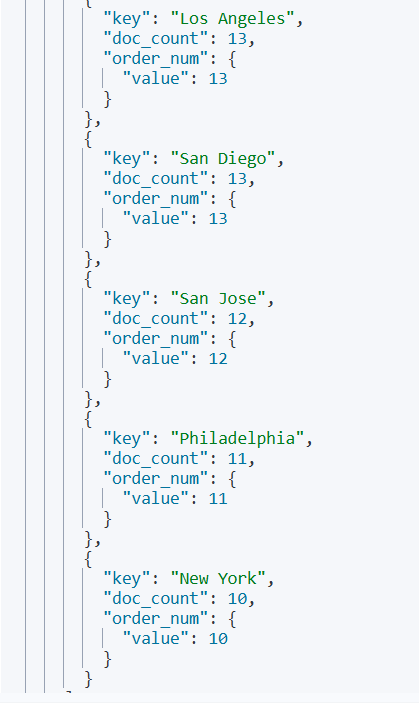 {
"key": "Los Angeles",
"doc_count": 13,
"order_num": {
"value": 13
}
},
{
"key": "San Diego",
"doc_count": 13,
"order_num": {
"value": 13
}
},
{
"key": "San Jose",
"doc_count": 12,
"order_num": {
"value": 12
}
},
{
"key": "Philadelphia",
"doc_count": 11,
"order_num": {
"value": 11
}
},
{
"key": "New York",
"doc_count": 10,
"order_num": {
"value": 10
}
}